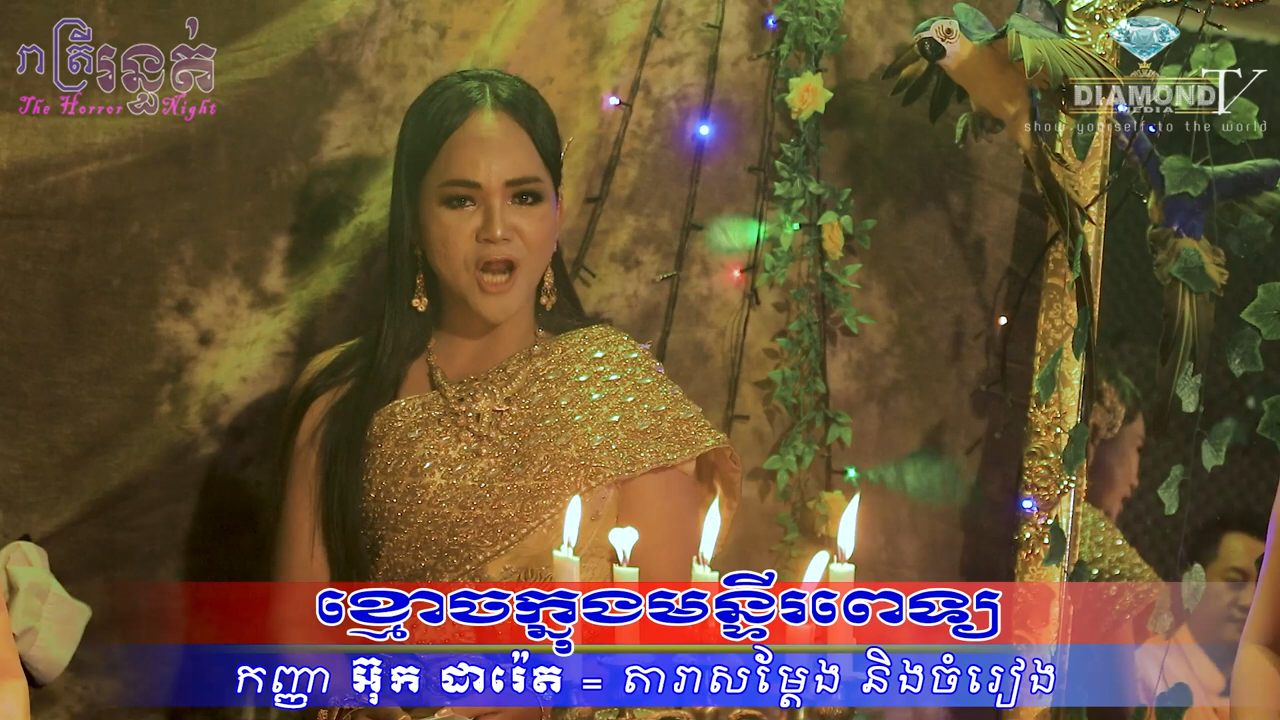 រាត្រីរន្ធត់
The Horror Night
DIAMOND TV
MEDIA
show yourself to the world
ខ្មោចក្នុងមន្ទីរពេទ្យ
កញ្ញា អ៊ុក ដារ៉េត = តារាសម្ដែង និងចំរៀង